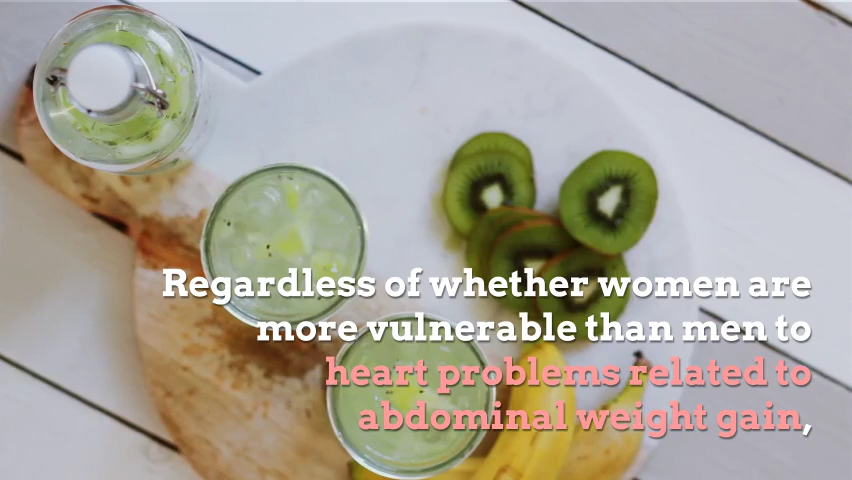 Regardless of whether women are
more vulnerable than men to
heart problems related to
abdominal weight gain,